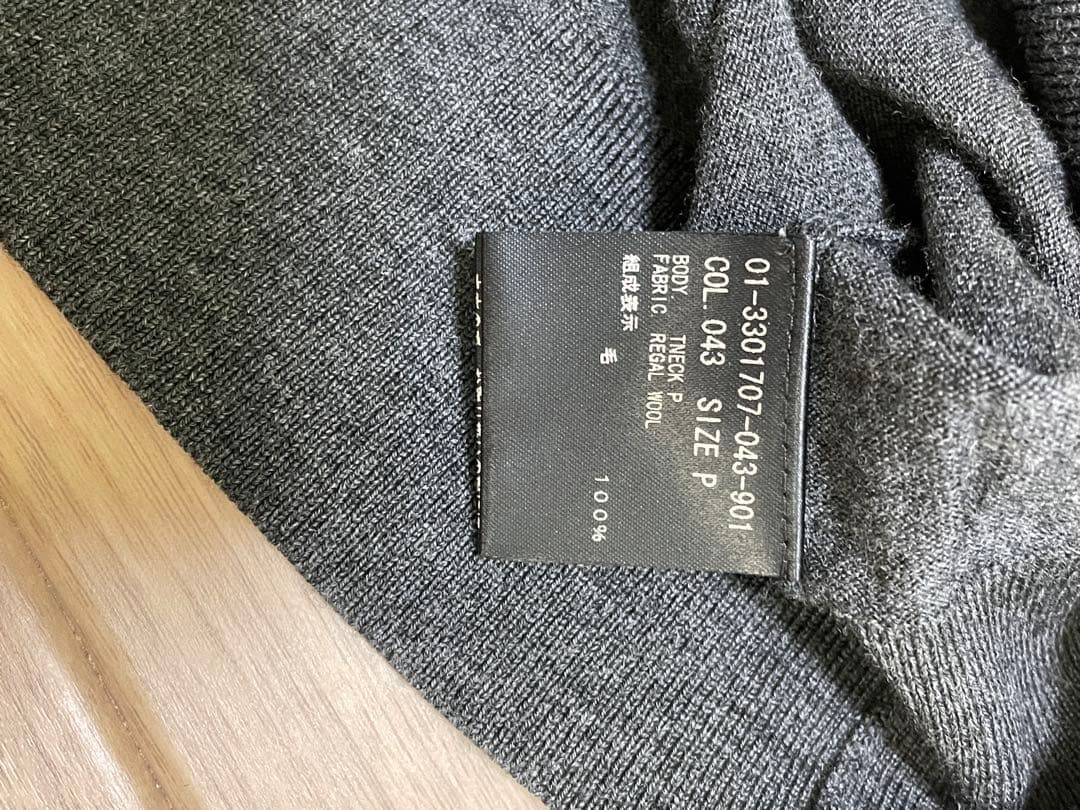 01-3301707-043-901
COL.043 SIZE P
BODY. TNECK P
FABRIC REGAL WOOL
組成表示
毛 100%